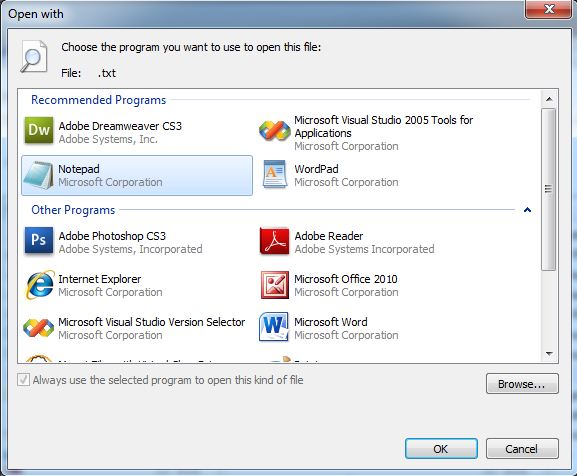 Open with
Choose the program you want to use to open this file:
File: .txt
Recommended Programs
Dw
Adobe Dreamweaver CS3
Adobe Systems, Inc.
Microsoft Visual Studio 2005 Tools for
Applications
Microsoft Corporation
Notepad
Microsoft Corporation
WordPad
Microsoft Corporation
Other Programs
Ps
Adobe Photoshop CS3
Adobe Systems, Incorporated
Adobe Reader
Adobe Systems Incorporated
Internet Explorer
Microsoft Corporation
Microsoft Office 2010
Microsoft Corporation
Microsoft Visual Studio Version Selector
Microsoft Corporation
Microsoft Word
Microsoft Corporation
Always use the selected program to open this kind of file
Browse...
OK
Cancel